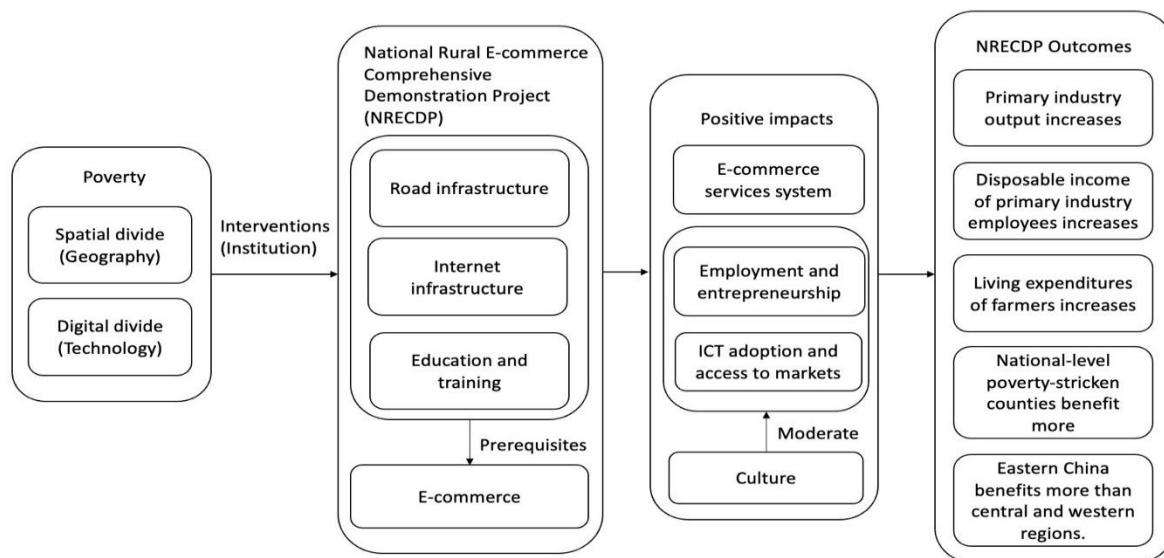 Poverty
Spatial divide
(Geography)
Digital divide
(Technology)
Interventions
(Institution)
National Rural E-commerce
Comprehensive
Demonstration Project
(NRECDP)
Road infrastructure
Internet
infrastructure
Education and
training
Prerequisites
E-commerce
Positive impacts
E-commerce
services system
Employment and
entrepreneurship
ICT adoption and
access to markets
Moderate
Culture
NRECDP Outcomes
Primary industry
output increases
Disposable income
of primary industry
employees increases
Living expenditures
of farmers increases
National-level
poverty-stricken
counties benefit
more
Eastern China
benefits more than
central and western
regions.